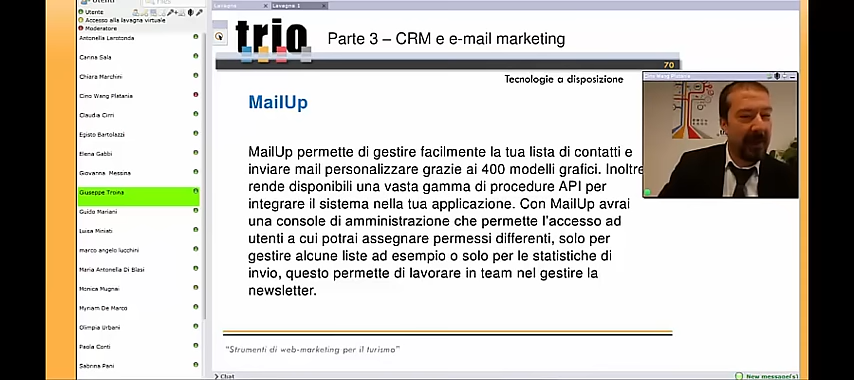 Utenti
Utente
Accesso alla lavagna virtuale
Moderatore
Antonella Larotonda
Carina Sala
Chiara Marchini
Cino Wang Platania
Claudia Cirri
Egisto Bartolazzi
Elena Gabbi
Giovanna Messina
Giuseppe Troina
Guido Mariani
Luisa Miniati
marco angelo lucchini
Maria Antonella Di Blasi
Monica Mugnai
Myriam De Marco
Olimpia Urbani
Paola Conti
Sabrina Pani
Lavagna
Lavagna 1
trio
Parte 3 – CRM e e-mail marketing
70
Tecnologie a disposizione
Cino Wang Platania
MailUp
MailUp permette di gestire facilmente la tua lista di contatti e
inviare mail personalizzare grazie ai 400 modelli grafici. Inoltre
rende disponibili una vasta gamma di procedure API per
integrare il sistema nella tua applicazione. Con MailUp avrai
una console di amministrazione che permette l'accesso ad
utenti a cui potrai assegnare permessi differenti, solo per
gestire alcune liste ad esempio o solo per le statistiche di
invio, questo permette di lavorare in team nel gestire la
newsletter.
"Strumenti di web-marketing per il turismo"
Chat
New message(s)